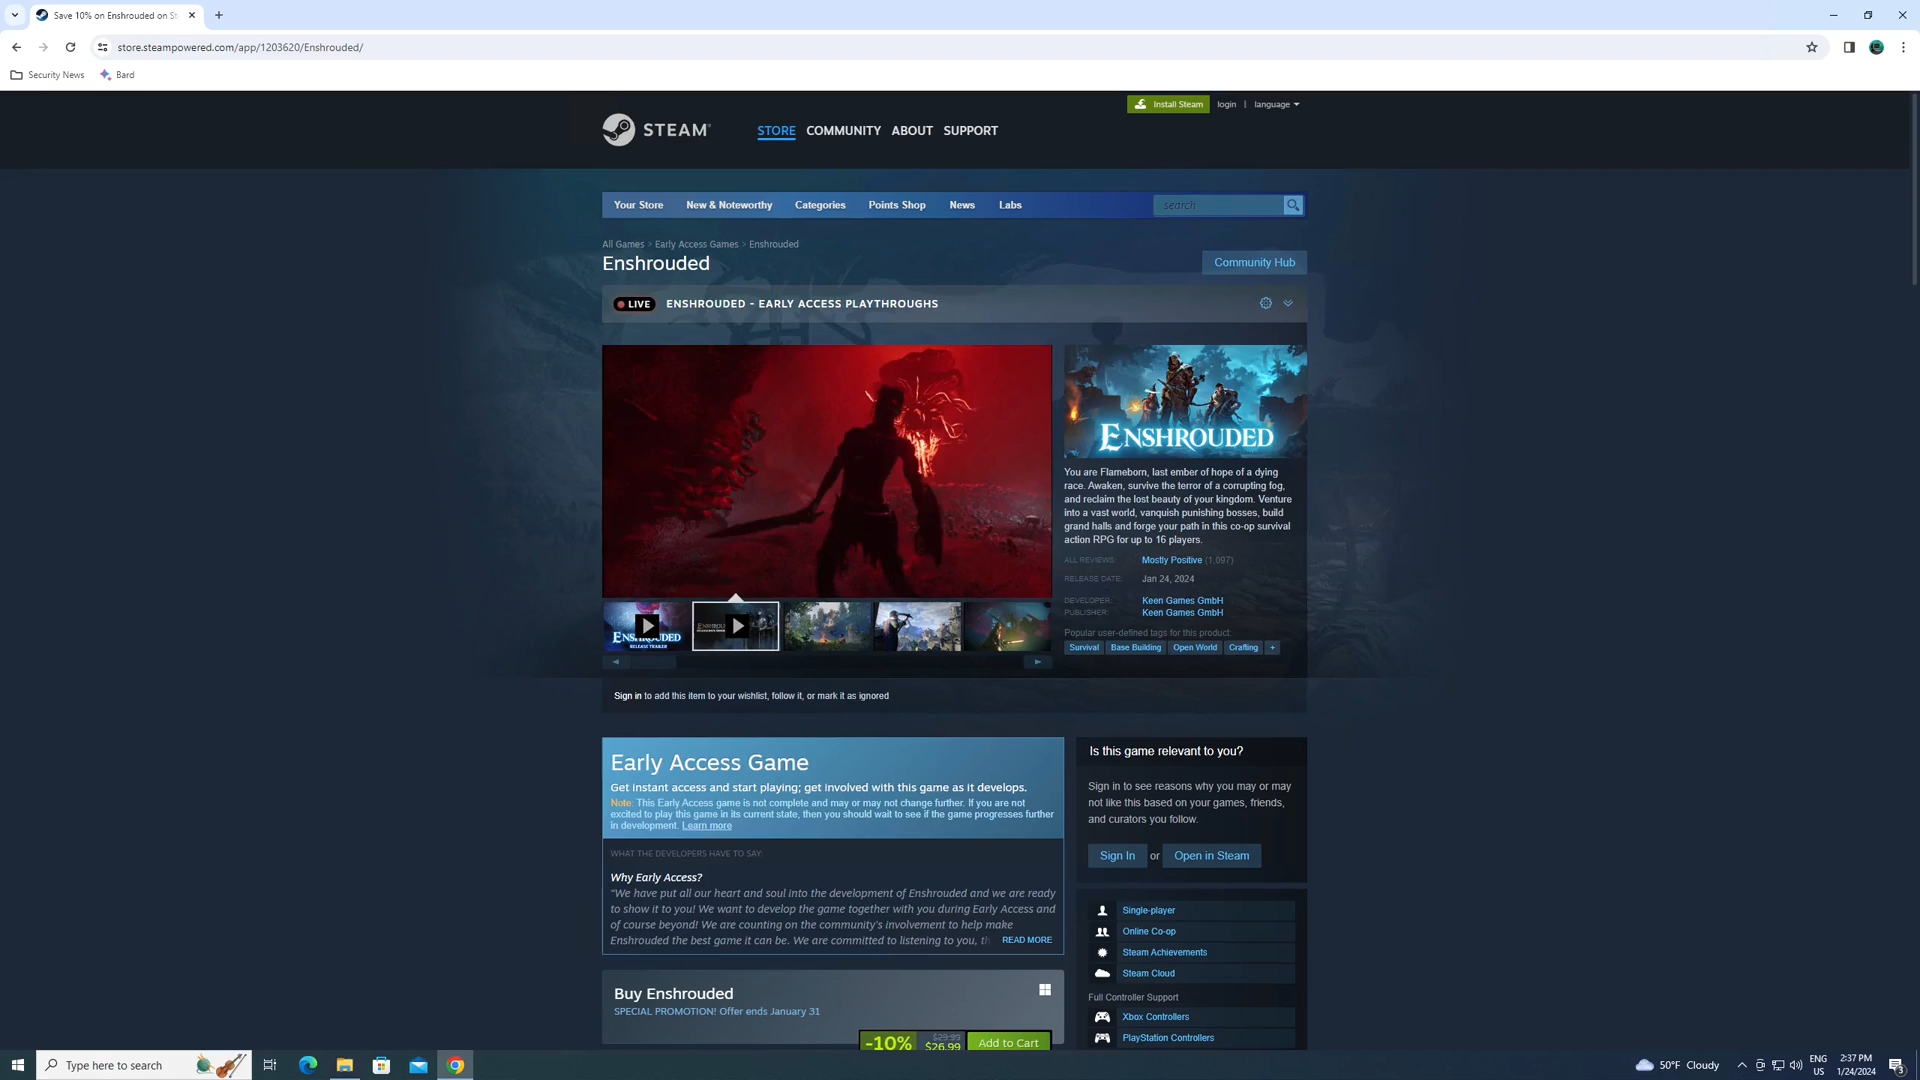 Save 10% on Enshrouded on St
store.steampowered.com/app/1203620/Enshrouded/
Security News
Bard
Install Steam
login | language
STEAM®
STORE COMMUNITY ABOUT SUPPORT
Your Store New & Noteworthy Categories Points Shop News Labs search
All Games > Early Access Games > Enshrouded
Enshrouded
Community Hub
LIVE ENSHROUDED - EARLY ACCESS PLAYTHROUGHS
ENSHROUDED
You are Flameborn, last ember of hope of a dying
race. Awaken, survive the terror of a corrupting fog,
and reclaim the lost beauty of your kingdom. Venture
into a vast world, vanquish punishing bosses, build
grand halls and forge your path in this co-op survival
action RPG for up to 16 players.
ALL REVIEWS: Mostly Positive (1,097)
RELEASE DATE: Jan 24, 2024
DEVELOPER: Keen Games GmbH
PUBLISHER: Keen Games GmbH
Popular user-defined tags for this product:
Survival Base Building Open World Crafting +
ENSHROUDED
RELEASE TRAILER
Sign in to add this item to your wishlist, follow it, or mark it as ignored
Early Access Game
Get instant access and start playing; get involved with this game as it develops.
Note: This Early Access game is not complete and may or may not change further. If you are not
excited to play this game in its current state, then you should wait to see if the game progresses further
in development. Learn more
WHAT THE DEVELOPERS HAVE TO SAY:
Why Early Access?
“We have put all our heart and soul into the development of Enshrouded and we are ready
to show it to you! We want to develop the game together with you during Early Access and
of course beyond! We are counting on the community’s involvement to help make
Enshrouded the best game it can be. We are committed to listening to you, th READ MORE
Buy Enshrouded
SPECIAL PROMOTION! Offer ends January 31
-10% $29.99 $26.99 Add to Cart
Is this game relevant to you?
Sign in to see reasons why you may or may
not like this based on your games, friends,
and curators you follow.
Sign In or Open in Steam
Single-player
Online Co-op
Steam Achievements
Steam Cloud
Full Controller Support
Xbox Controllers
PlayStation Controllers
Type here to search
50°F Cloudy
ENG
US
2:37 PM
1/24/2024
3